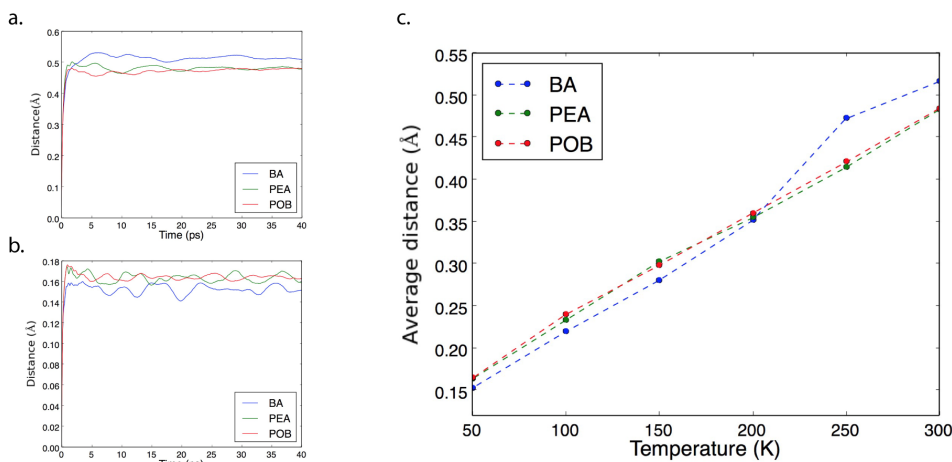 a.
0.6
0.5
0.4
0.3
0.2
0.1
0.0
Distance(Å)
BA
PEA
POB
0 5 10 15 20 25 30 35 40
Time (ps)
b.
0.18
0.16
0.14
0.12
0.10
0.08
0.06
0.04
0.02
0.00
Distance (Å)
BA
PEA
POB
0 5 10 15 20 25 30 35 40
Time (ps)
c.
0.55
0.50
0.45
0.40
0.35
0.30
0.25
0.20
0.15
Average distance (Å)
BA
PEA
POB
50 100 150 200 250 300
Temperature (K)